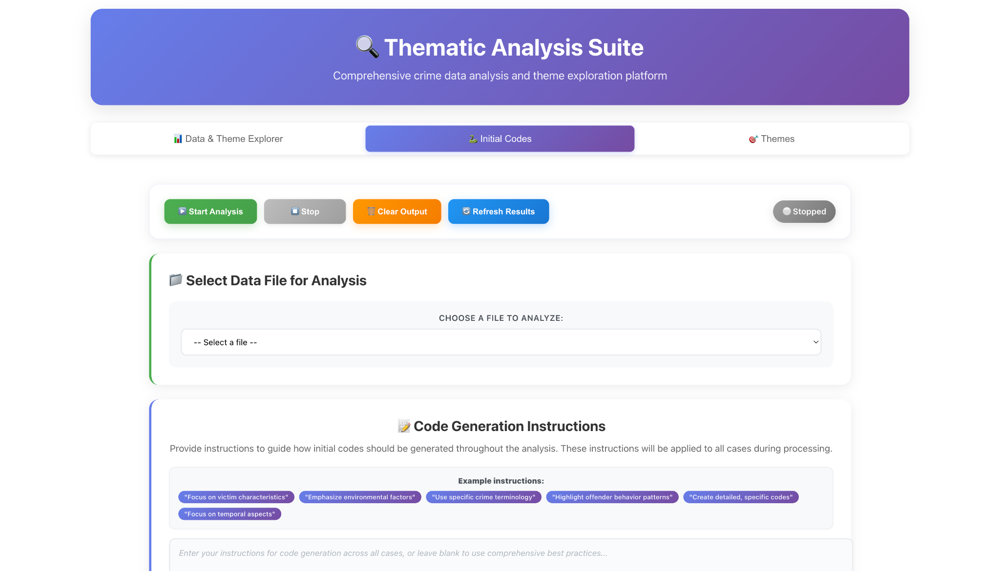 Thematic Analysis Suite
Comprehensive crime data analysis and theme exploration platform
Data & Theme Explorer
Initial Codes
Themes
Start Analysis
Stop
Clear Output
Refresh Results
Stopped
Select Data File for Analysis
CHOOSE A FILE TO ANALYZE:
-- Select a file --
Code Generation Instructions
Provide instructions to guide how initial codes should be generated throughout the analysis. These instructions will be applied to all cases during processing.
Example instructions:
"Focus on victim characteristics"
"Emphasize environmental factors"
"Use specific crime terminology"
"Highlight offender behavior patterns"
"Create detailed, specific codes"
"Focus on temporal aspects"
Enter your instructions for code generation across all cases, or leave blank to use comprehensive best practices...